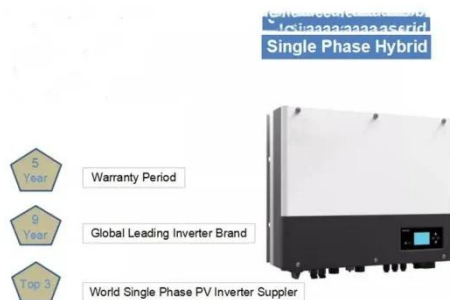 Single Phase Hybrid
5
Year
Warranty Period
9
Year
Global Leading Inverter Brand
Top 3
World Single Phase PV Inverter Suppler